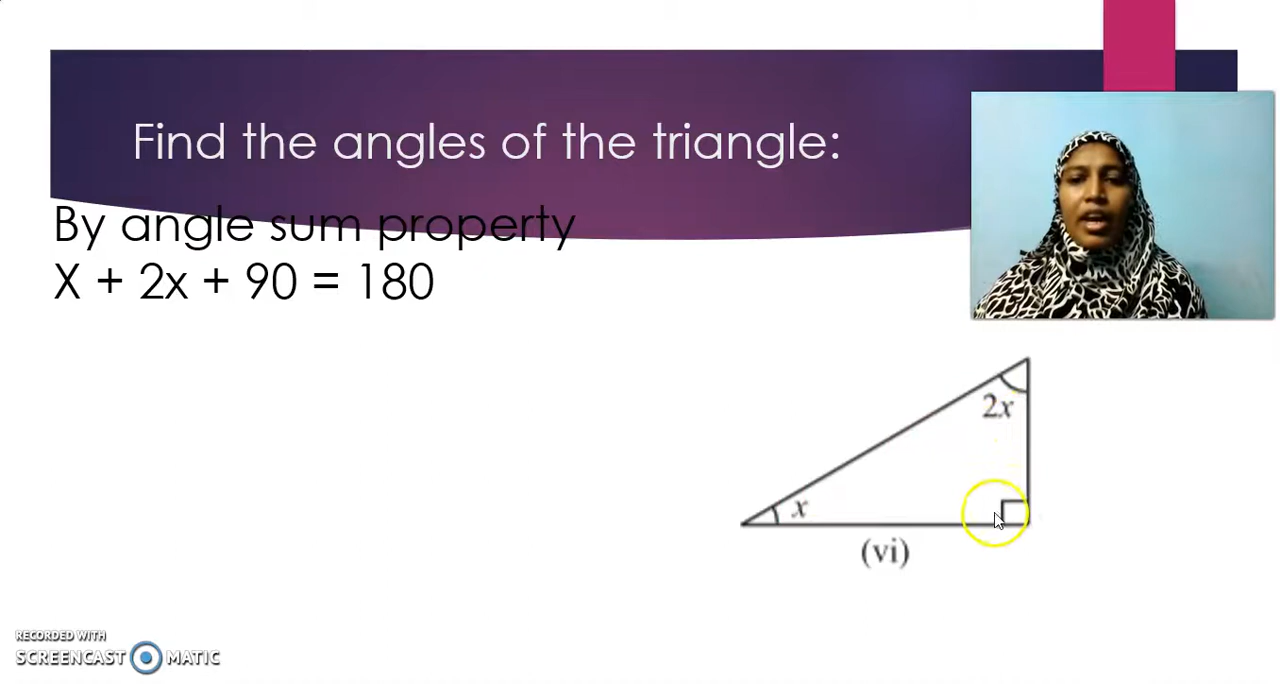 Find the angles of the triangle:
By angle sum property
X + 2x + 90 = 180
2x
x
(vi)
RECORDED WITH
SCREENCAST MATIC